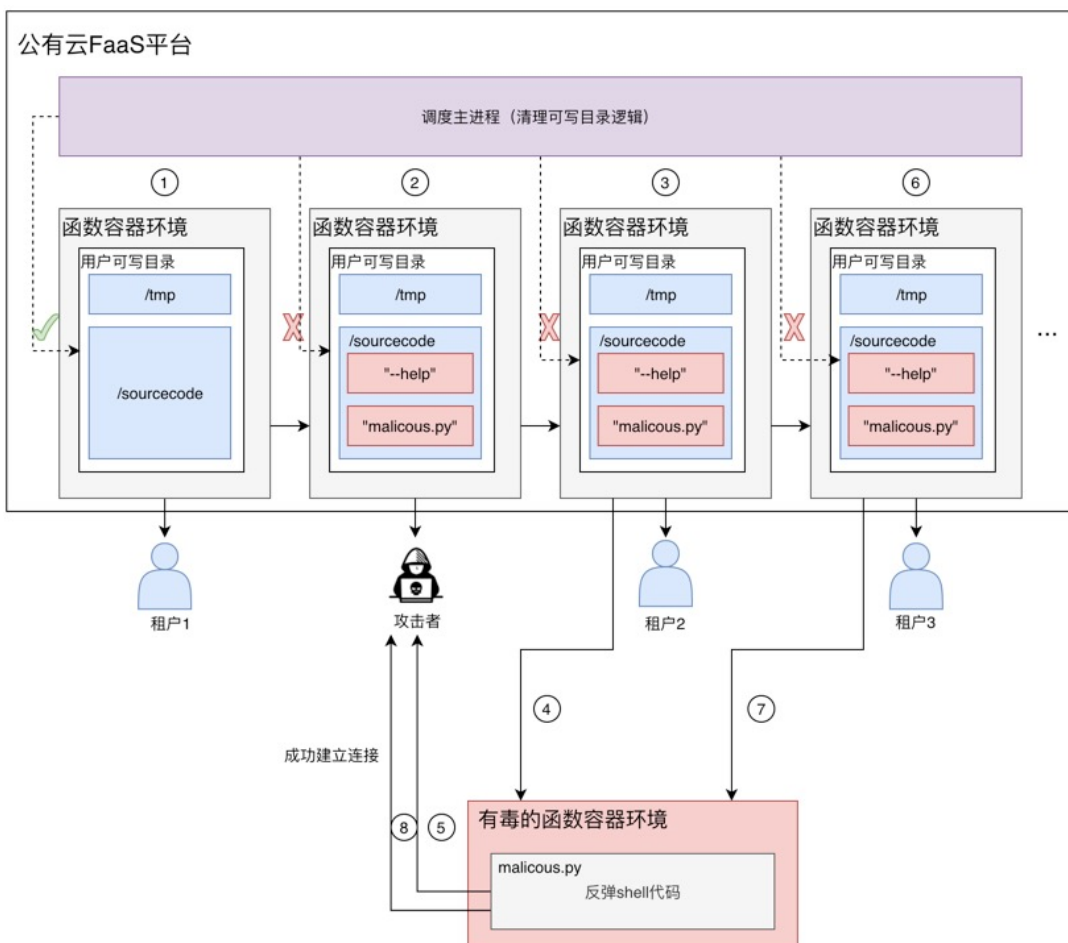 公有云FaaS平台
调度主进程（清理可写目录逻辑）
①
②
③
⑥
函数容器环境
函数容器环境
函数容器环境
函数容器环境
用户可写目录
用户可写目录
用户可写目录
用户可写目录
/tmp
/tmp
/tmp
/tmp
/sourcecode
/sourcecode
/sourcecode
/sourcecode
"--help"
"--help"
"--help"
"malicous.py"
"malicous.py"
"malicous.py"
...
租户1
攻击者
租户2
租户3
④
⑦
成功建立连接
⑧
⑤
有毒的函数容器环境
malicous.py
反弹shell代码